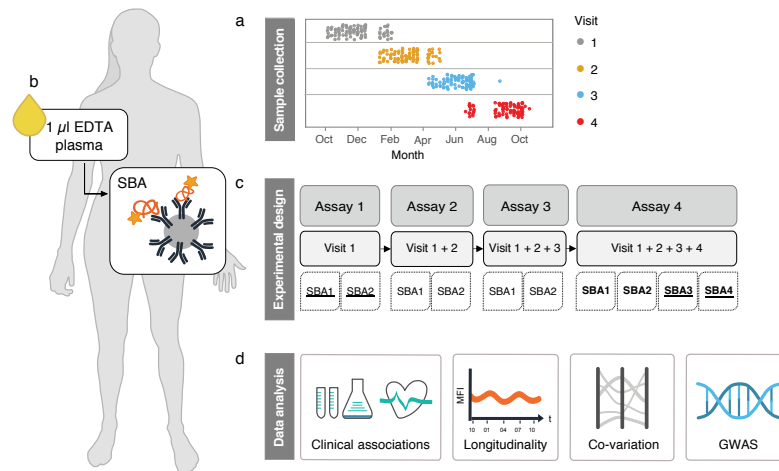 a
Sample collection
Visit
1
2
3
4
Oct Dec Feb Apr Jun Aug Oct
Month
b
1 µl EDTA
plasma
SBA
c
Experimental design
Assay 1 Assay 2 Assay 3 Assay 4
Visit 1 Visit 1 + 2 Visit 1 + 2 + 3 Visit 1 + 2 + 3 + 4
SBA1 SBA2 SBA1 SBA2 SBA1 SBA2 SBA1 SBA2 SBA3 SBA4
d
Data analysis
MFI
t
10 01 04 07 10
Clinical associations Longitudinality Co-variation GWAS